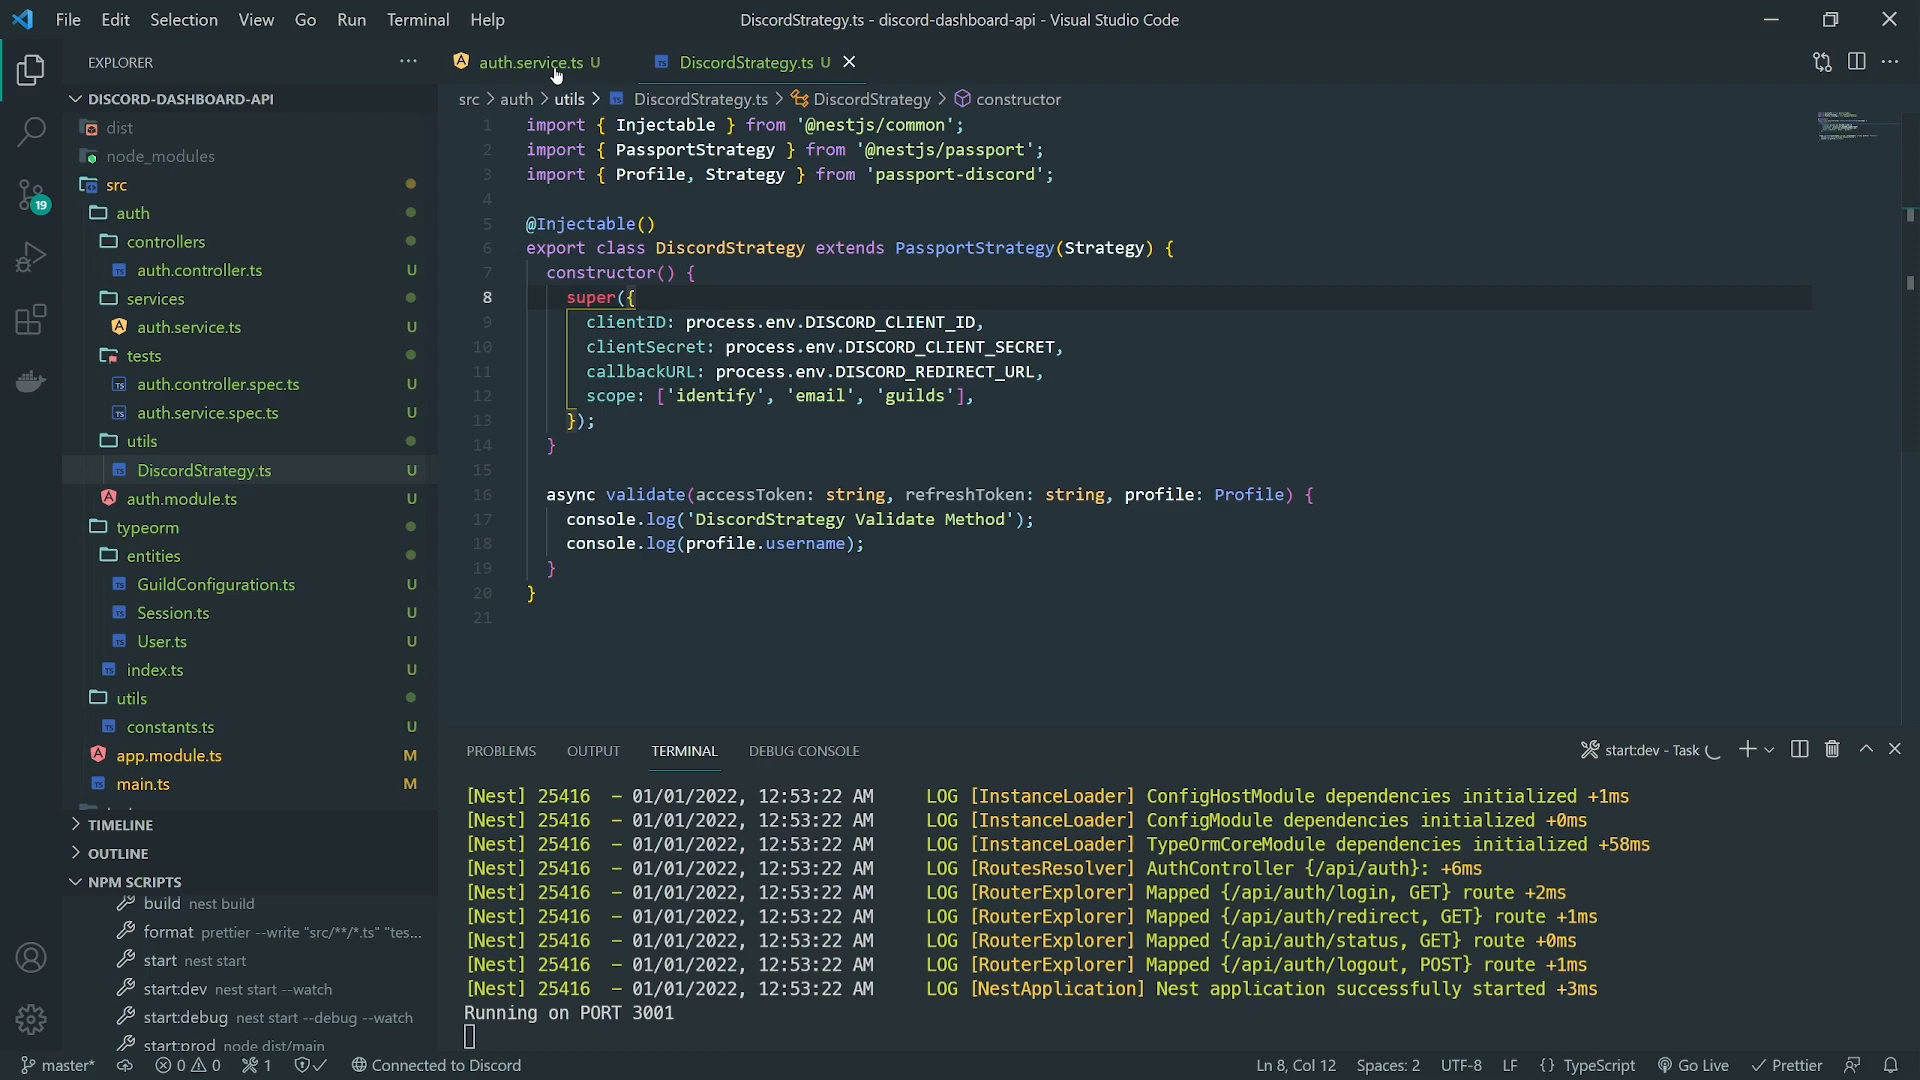 File Edit Selection View Go Run Terminal Help
DiscordStrategy.ts - discord-dashboard-api - Visual Studio Code
EXPLORER
auth.service.ts U
DiscordStrategy.ts U
DISCORD-DASHBOARD-API
dist
node_modules
src
auth
controllers
auth.controller.ts U
services
auth.service.ts U
tests
auth.controller.spec.ts U
auth.service.spec.ts U
utils
DiscordStrategy.ts U
auth.module.ts U
typeorm
entities
GuildConfiguration.ts U
Session.ts U
User.ts U
index.ts U
utils
constants.ts U
app.module.ts M
main.ts M
TIMELINE
OUTLINE
NPM SCRIPTS
build nest build
format prettier --write "src/**/*.ts" "tes...
start nest start
start:dev nest start --watch
start:debug nest start --debug --watch
start:prod node dist/main
19
src > auth > utils > DiscordStrategy.ts > DiscordStrategy > constructor
1 import { Injectable } from '@nestjs/common';
2 import { PassportStrategy } from '@nestjs/passport';
3 import { Profile, Strategy } from 'passport-discord';
4
5 @Injectable()
6 export class DiscordStrategy extends PassportStrategy(Strategy) {
7 constructor() {
8 super({
9 clientID: process.env.DISCORD_CLIENT_ID,
10 clientSecret: process.env.DISCORD_CLIENT_SECRET,
11 callbackURL: process.env.DISCORD_REDIRECT_URL,
12 scope: ['identify', 'email', 'guilds'],
13 });
14 }
15
16 async validate(accessToken: string, refreshToken: string, profile: Profile) {
17 console.log('DiscordStrategy Validate Method');
18 console.log(profile.username);
19 }
20 }
21
PROBLEMS OUTPUT TERMINAL DEBUG CONSOLE
start:dev - Task
[Nest] 25416 - 01/01/2022, 12:53:22 AM LOG [InstanceLoader] ConfigHostModule dependencies initialized +1ms
[Nest] 25416 - 01/01/2022, 12:53:22 AM LOG [InstanceLoader] ConfigModule dependencies initialized +0ms
[Nest] 25416 - 01/01/2022, 12:53:22 AM LOG [InstanceLoader] TypeOrmCoreModule dependencies initialized +58ms
[Nest] 25416 - 01/01/2022, 12:53:22 AM LOG [RoutesResolver] AuthController {/api/auth}: +6ms
[Nest] 25416 - 01/01/2022, 12:53:22 AM LOG [RouterExplorer] Mapped {/api/auth/login, GET} route +2ms
[Nest] 25416 - 01/01/2022, 12:53:22 AM LOG [RouterExplorer] Mapped {/api/auth/redirect, GET} route +1ms
[Nest] 25416 - 01/01/2022, 12:53:22 AM LOG [RouterExplorer] Mapped {/api/auth/status, GET} route +0ms
[Nest] 25416 - 01/01/2022, 12:53:22 AM LOG [RouterExplorer] Mapped {/api/auth/logout, POST} route +1ms
[Nest] 25416 - 01/01/2022, 12:53:22 AM LOG [NestApplication] Nest application successfully started +3ms
Running on PORT 3001
master* 0 0 1 Connected to Discord
Ln 8, Col 12 Spaces: 2 UTF-8 LF {} TypeScript Go Live Prettier